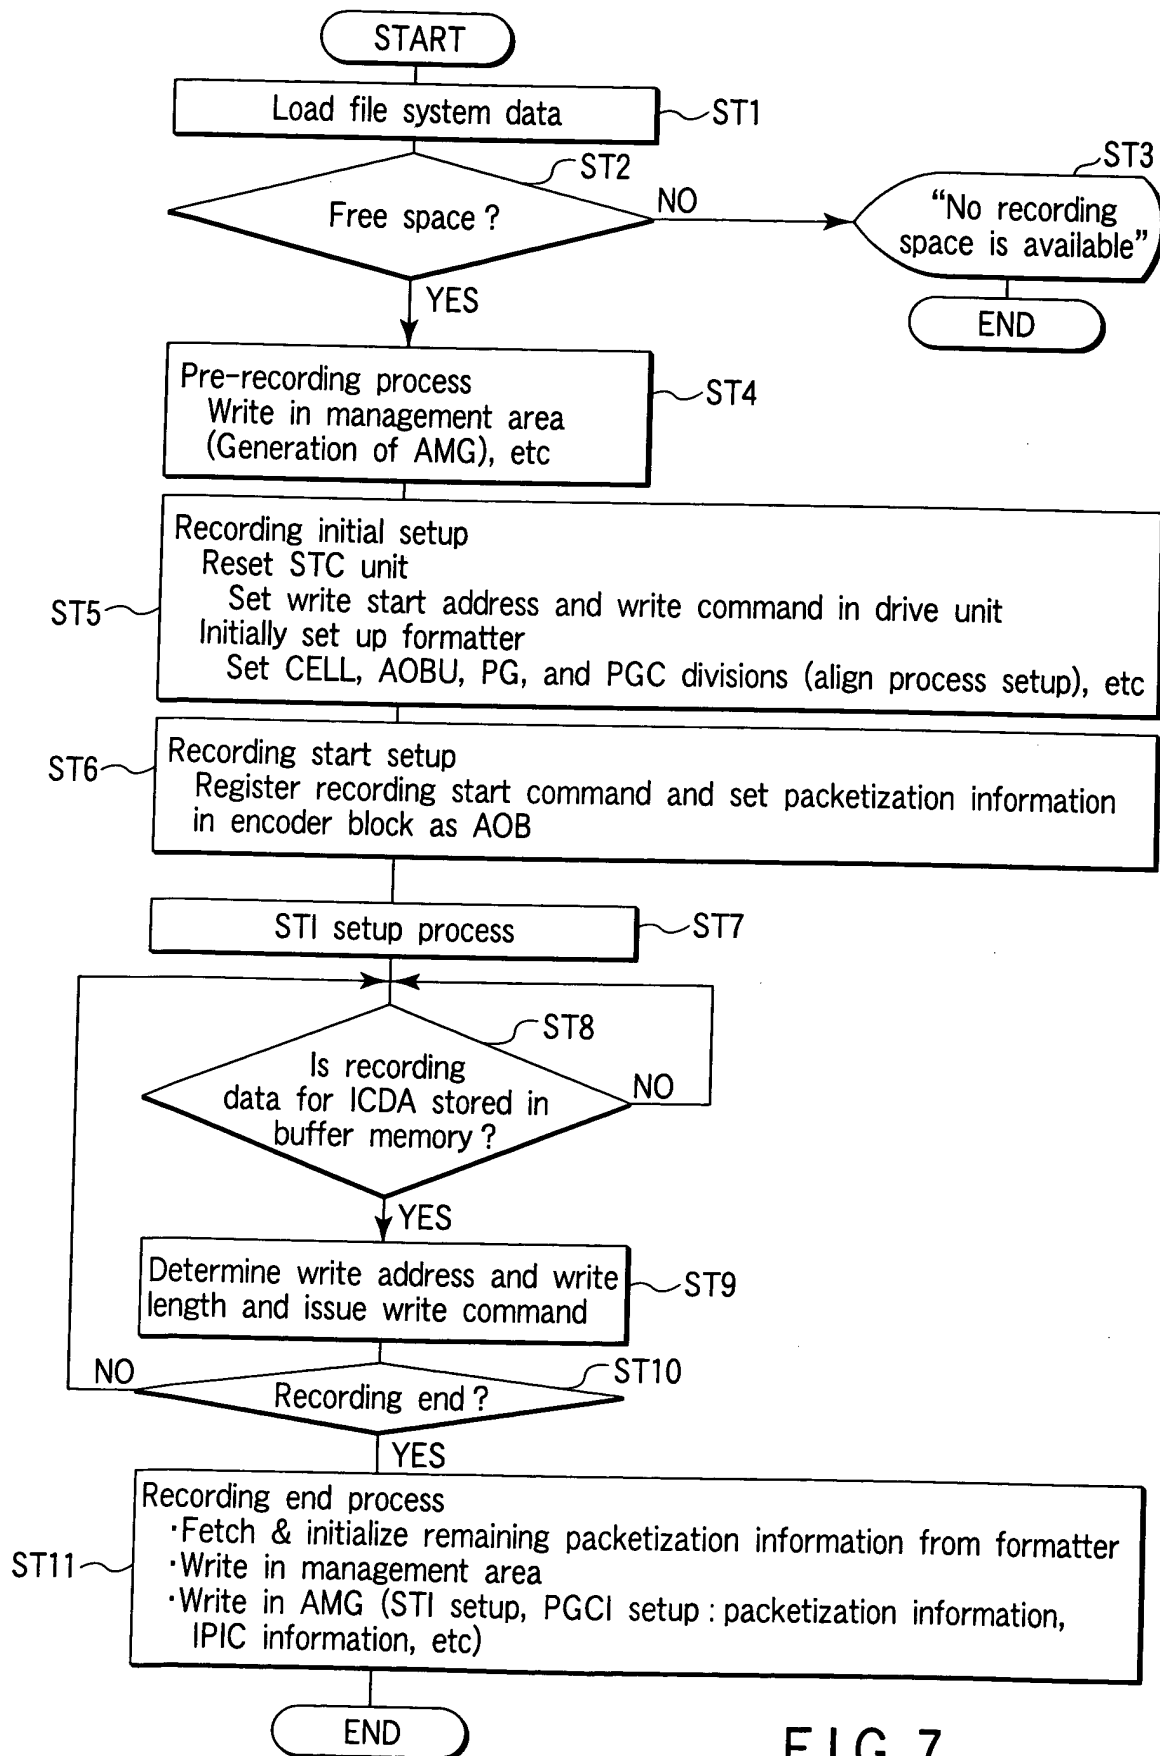 START
Load file system data
ST1
ST2
Free space ?
NO
ST3
“No recording
space is available”
END
YES
Pre-recording process
Write in management area
(Generation of AMG), etc
ST4
Recording initial setup
Reset STC unit
Set write start address and write command in drive unit
Initially set up formatter
Set CELL, AOBU, PG, and PGC divisions (align process setup), etc
ST5
Recording start setup
Register recording start command and set packetization information
in encoder block as AOB
ST6
STI setup process
ST7
ST8
Is recording
data for ICDA stored in
buffer memory ?
NO
YES
Determine write address and write
length and issue write command
ST9
ST10
Recording end ?
NO
YES
Recording end process
·Fetch & initialize remaining packetization information from formatter
·Write in management area
·Write in AMG (STI setup, PGCI setup : packetization information,
IPIC information, etc)
ST11
END
FIG. 7